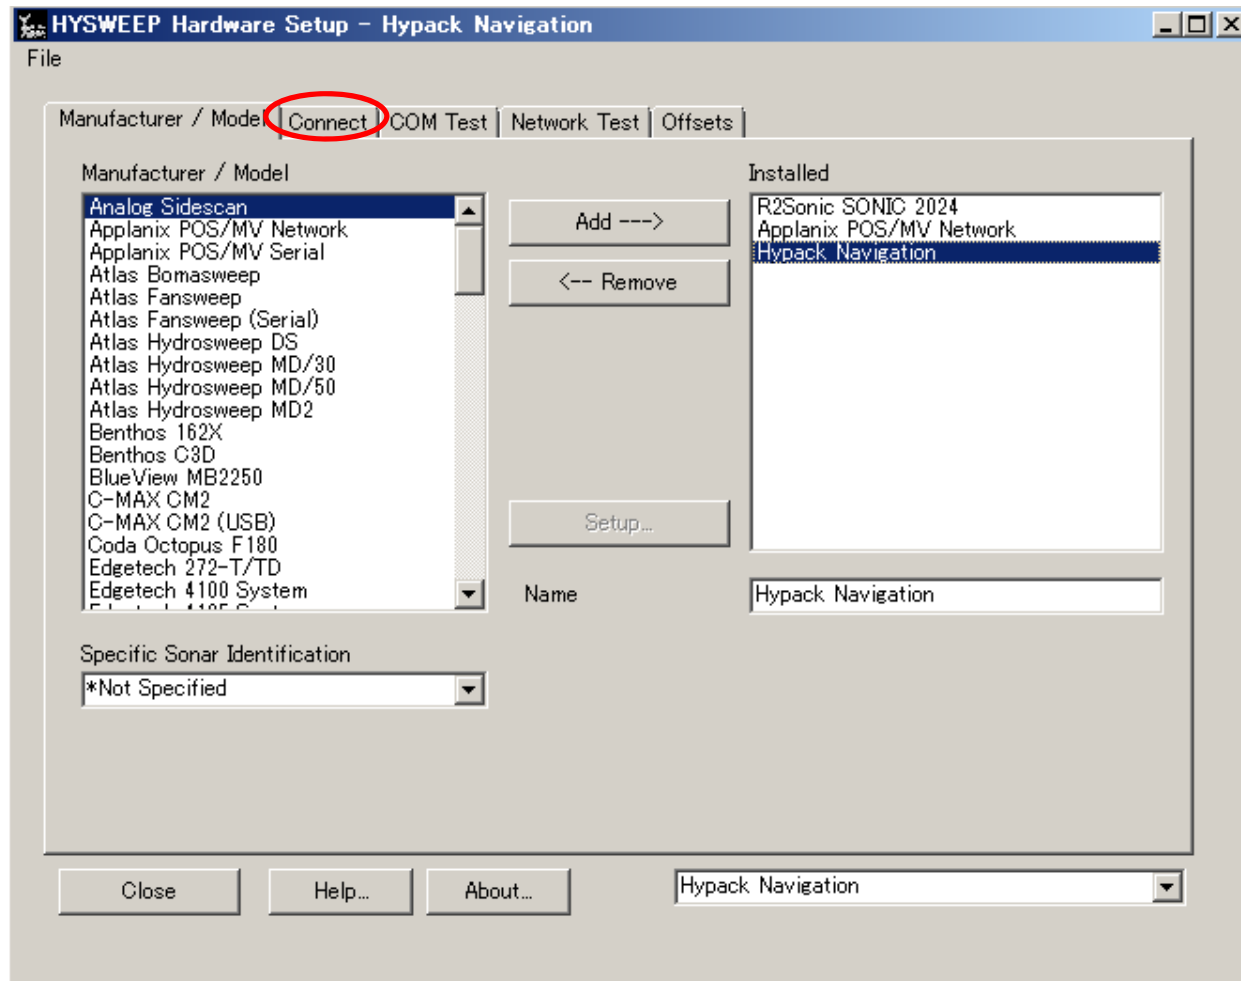 HYSWEEP Hardware Setup - Hypack Navigation
File
Manufacturer / Model
Connect
COM Test
Network Test
Offsets
Manufacturer / Model
Analog Sidescan
Applanix POS/MV Network
Applanix POS/MV Serial
Atlas Bomasweep
Atlas Fansweep
Atlas Fansweep (Serial)
Atlas Hydrosweep DS
Atlas Hydrosweep MD/30
Atlas Hydrosweep MD/50
Atlas Hydrosweep MD2
Benthos 162X
Benthos C3D
BlueView MB2250
C-MAX CM2
C-MAX CM2 (USB)
Coda Octopus F180
Edgetech 272-T/TD
Edgetech 4100 System
Add --->
<-- Remove
Setup...
Installed
R2Sonic SONIC 2024
Applanix POS/MV Network
Hypack Navigation
Name
Hypack Navigation
Specific Sonar Identification
*Not Specified
Close
Help...
About...
Hypack Navigation